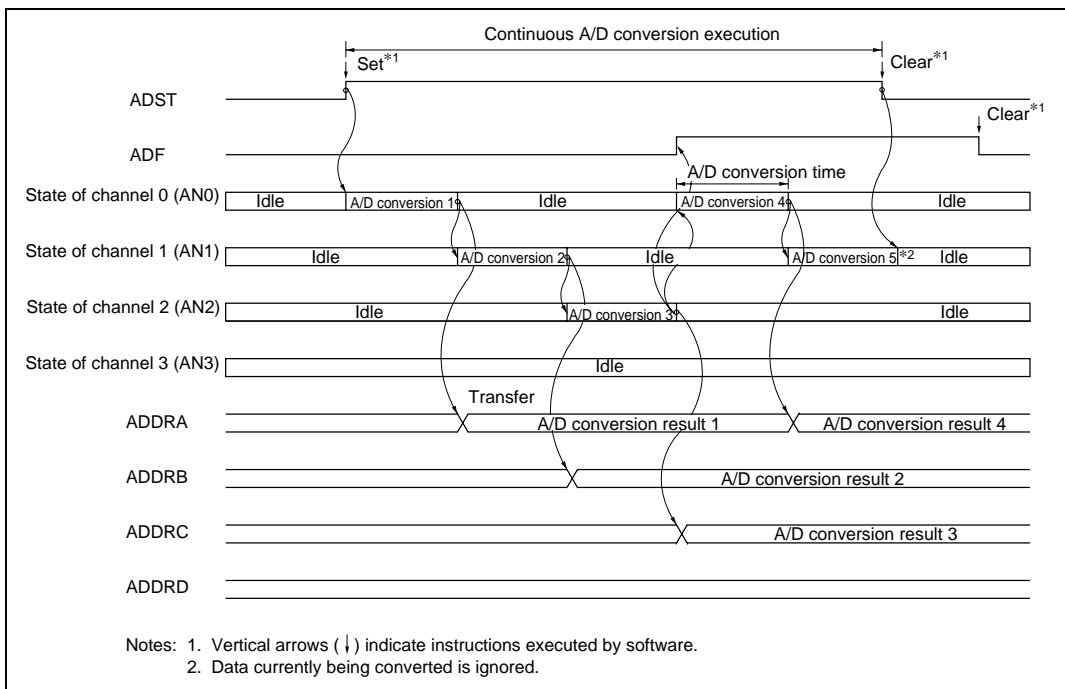 Continuous A/D conversion execution
Set*1
Clear*1
ADST
Clear*1
ADF
A/D conversion time
State of channel 0 (AN0)
Idle
A/D conversion 1
Idle
A/D conversion 4
Idle
State of channel 1 (AN1)
Idle
A/D conversion 2
Idle
A/D conversion 5
*2
Idle
State of channel 2 (AN2)
Idle
A/D conversion 3
Idle
State of channel 3 (AN3)
Idle
Transfer
ADDRA
A/D conversion result 1
A/D conversion result 4
ADDRB
A/D conversion result 2
ADDRC
A/D conversion result 3
ADDRD
Notes: 1. Vertical arrows (↓) indicate instructions executed by software.
2. Data currently being converted is ignored.